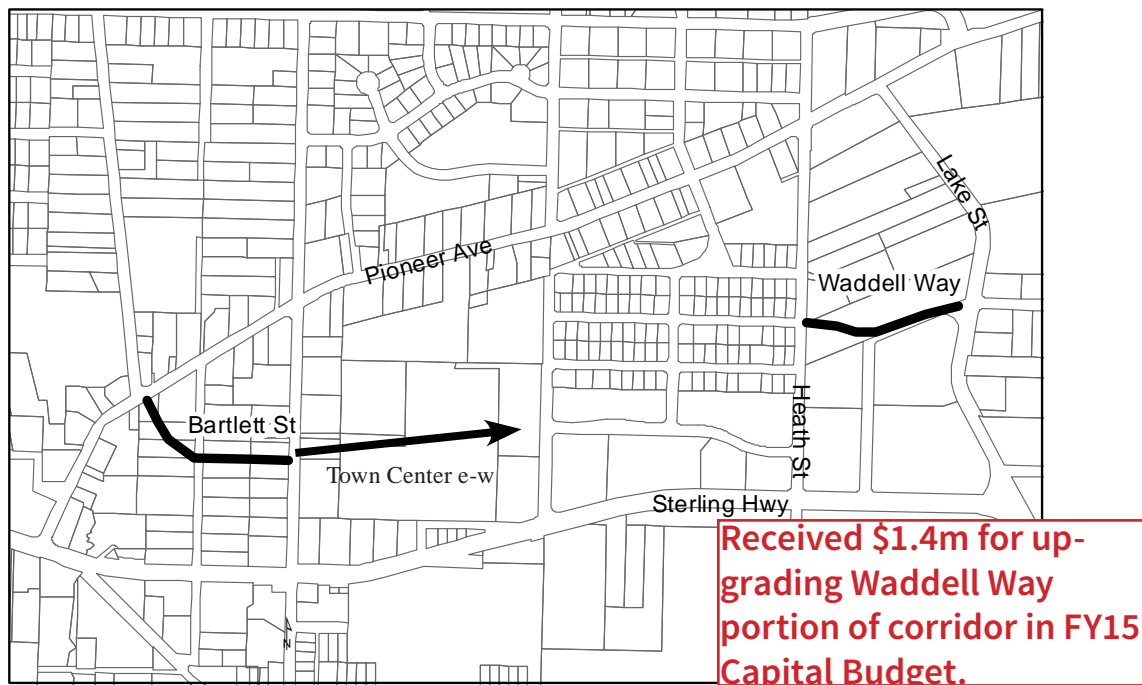 Lake St
Pioneer Ave
Waddell Way
Heath St
Bartlett St
Town Center e-w
Sterling Hwy
N
Received $1.4m for up-
grading Waddell Way
portion of corridor in FY15
Capital Budget.